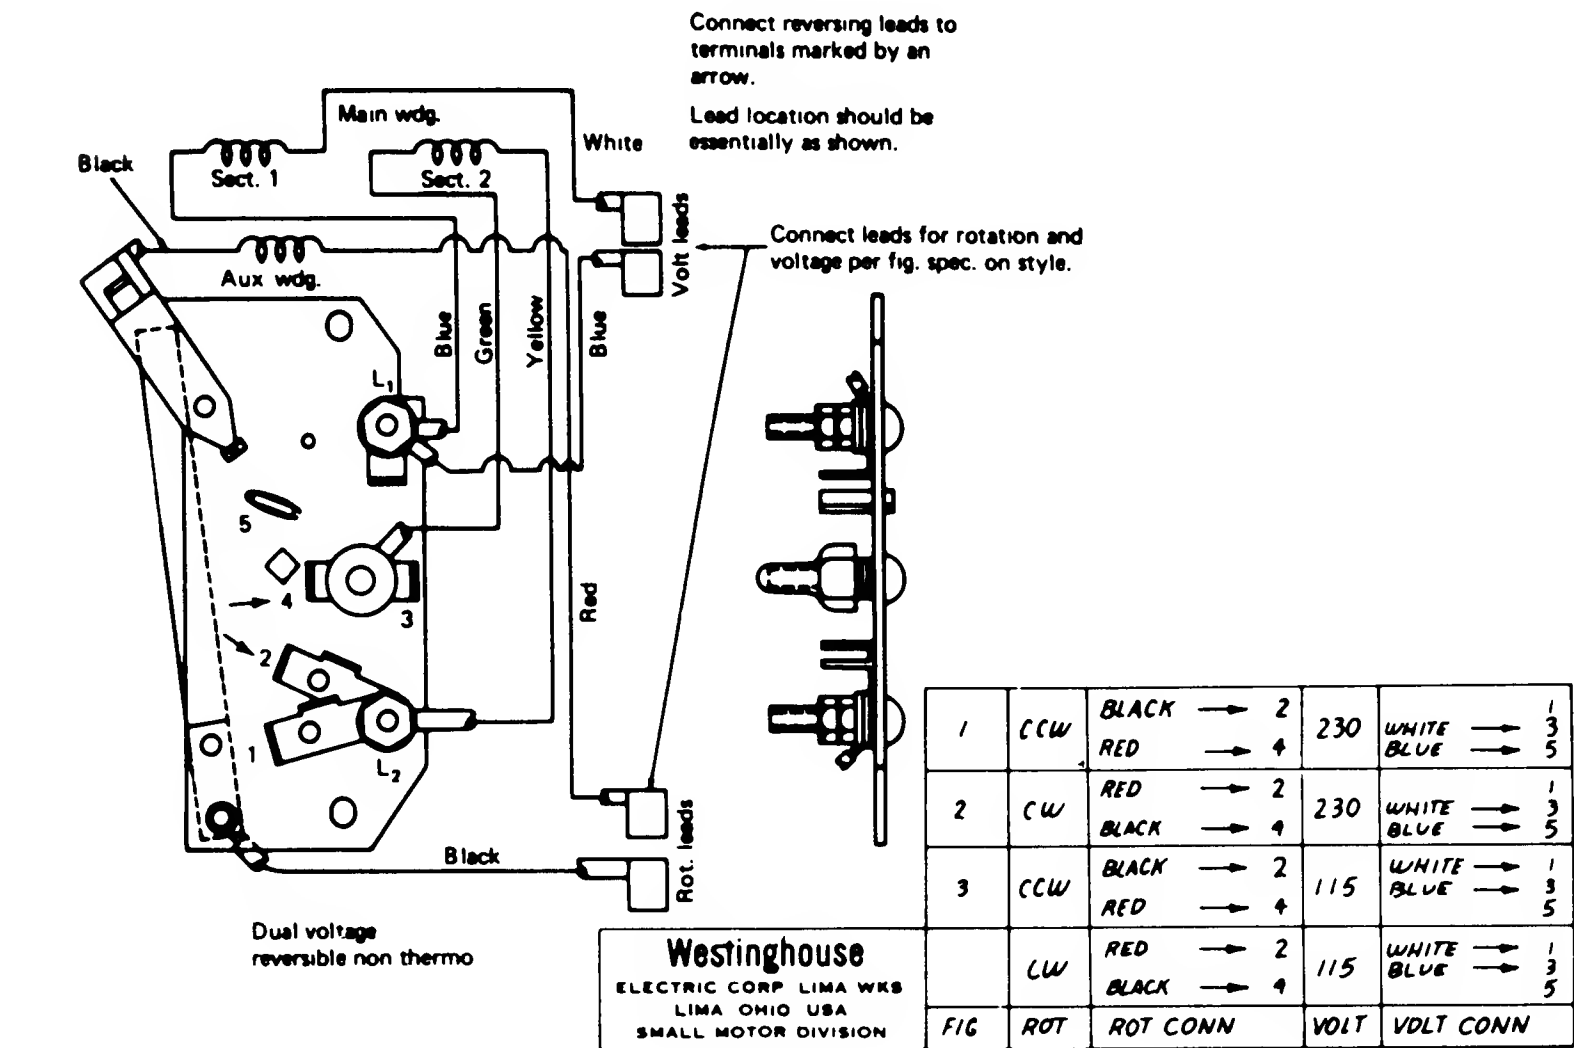 Connect reversing leads to
terminals marked by an
arrow.
Lead location should be
essentially as shown.
Main wdg.
White
Black
Sect. 1
Sect. 2
Volt leads
Connect leads for rotation and
voltage per fig. spec. on style.
Aux wdg.
Blue
Green
Yellow
Blue
L1
5
4
3
Red
2
1
L2
Rot. leads
Black
Dual voltage
reversible non thermo
Westinghouse
ELECTRIC CORP LIMA WKS
LIMA OHIO USA
SMALL MOTOR DIVISION
1 CCW BLACK → 2 230 1
WHITE → 3
RED → 4 BLUE → 5
2 CW RED → 2 230 1
WHITE → 3
BLACK → 4 BLUE → 5
3 CCW BLACK → 2 115 WHITE → 1
BLUE → 3
RED → 4 5
CW RED → 2 115 WHITE → 1
BLUE → 3
BLACK → 4 5
FIG ROT ROT CONN VOLT VOLT CONN